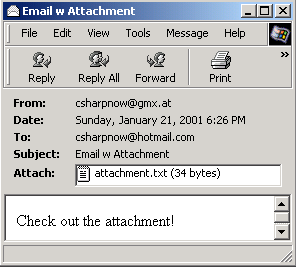 Email w Attachment
File Edit View Tools Message Help
Reply Reply All Forward Print
From: csharpnow@gmx.at
Date: Sunday, January 21, 2001 6:26 PM
To: csharpnow@hotmail.com
Subject: Email w Attachment
Attach: attachment.txt (34 bytes)
Check out the attachment!